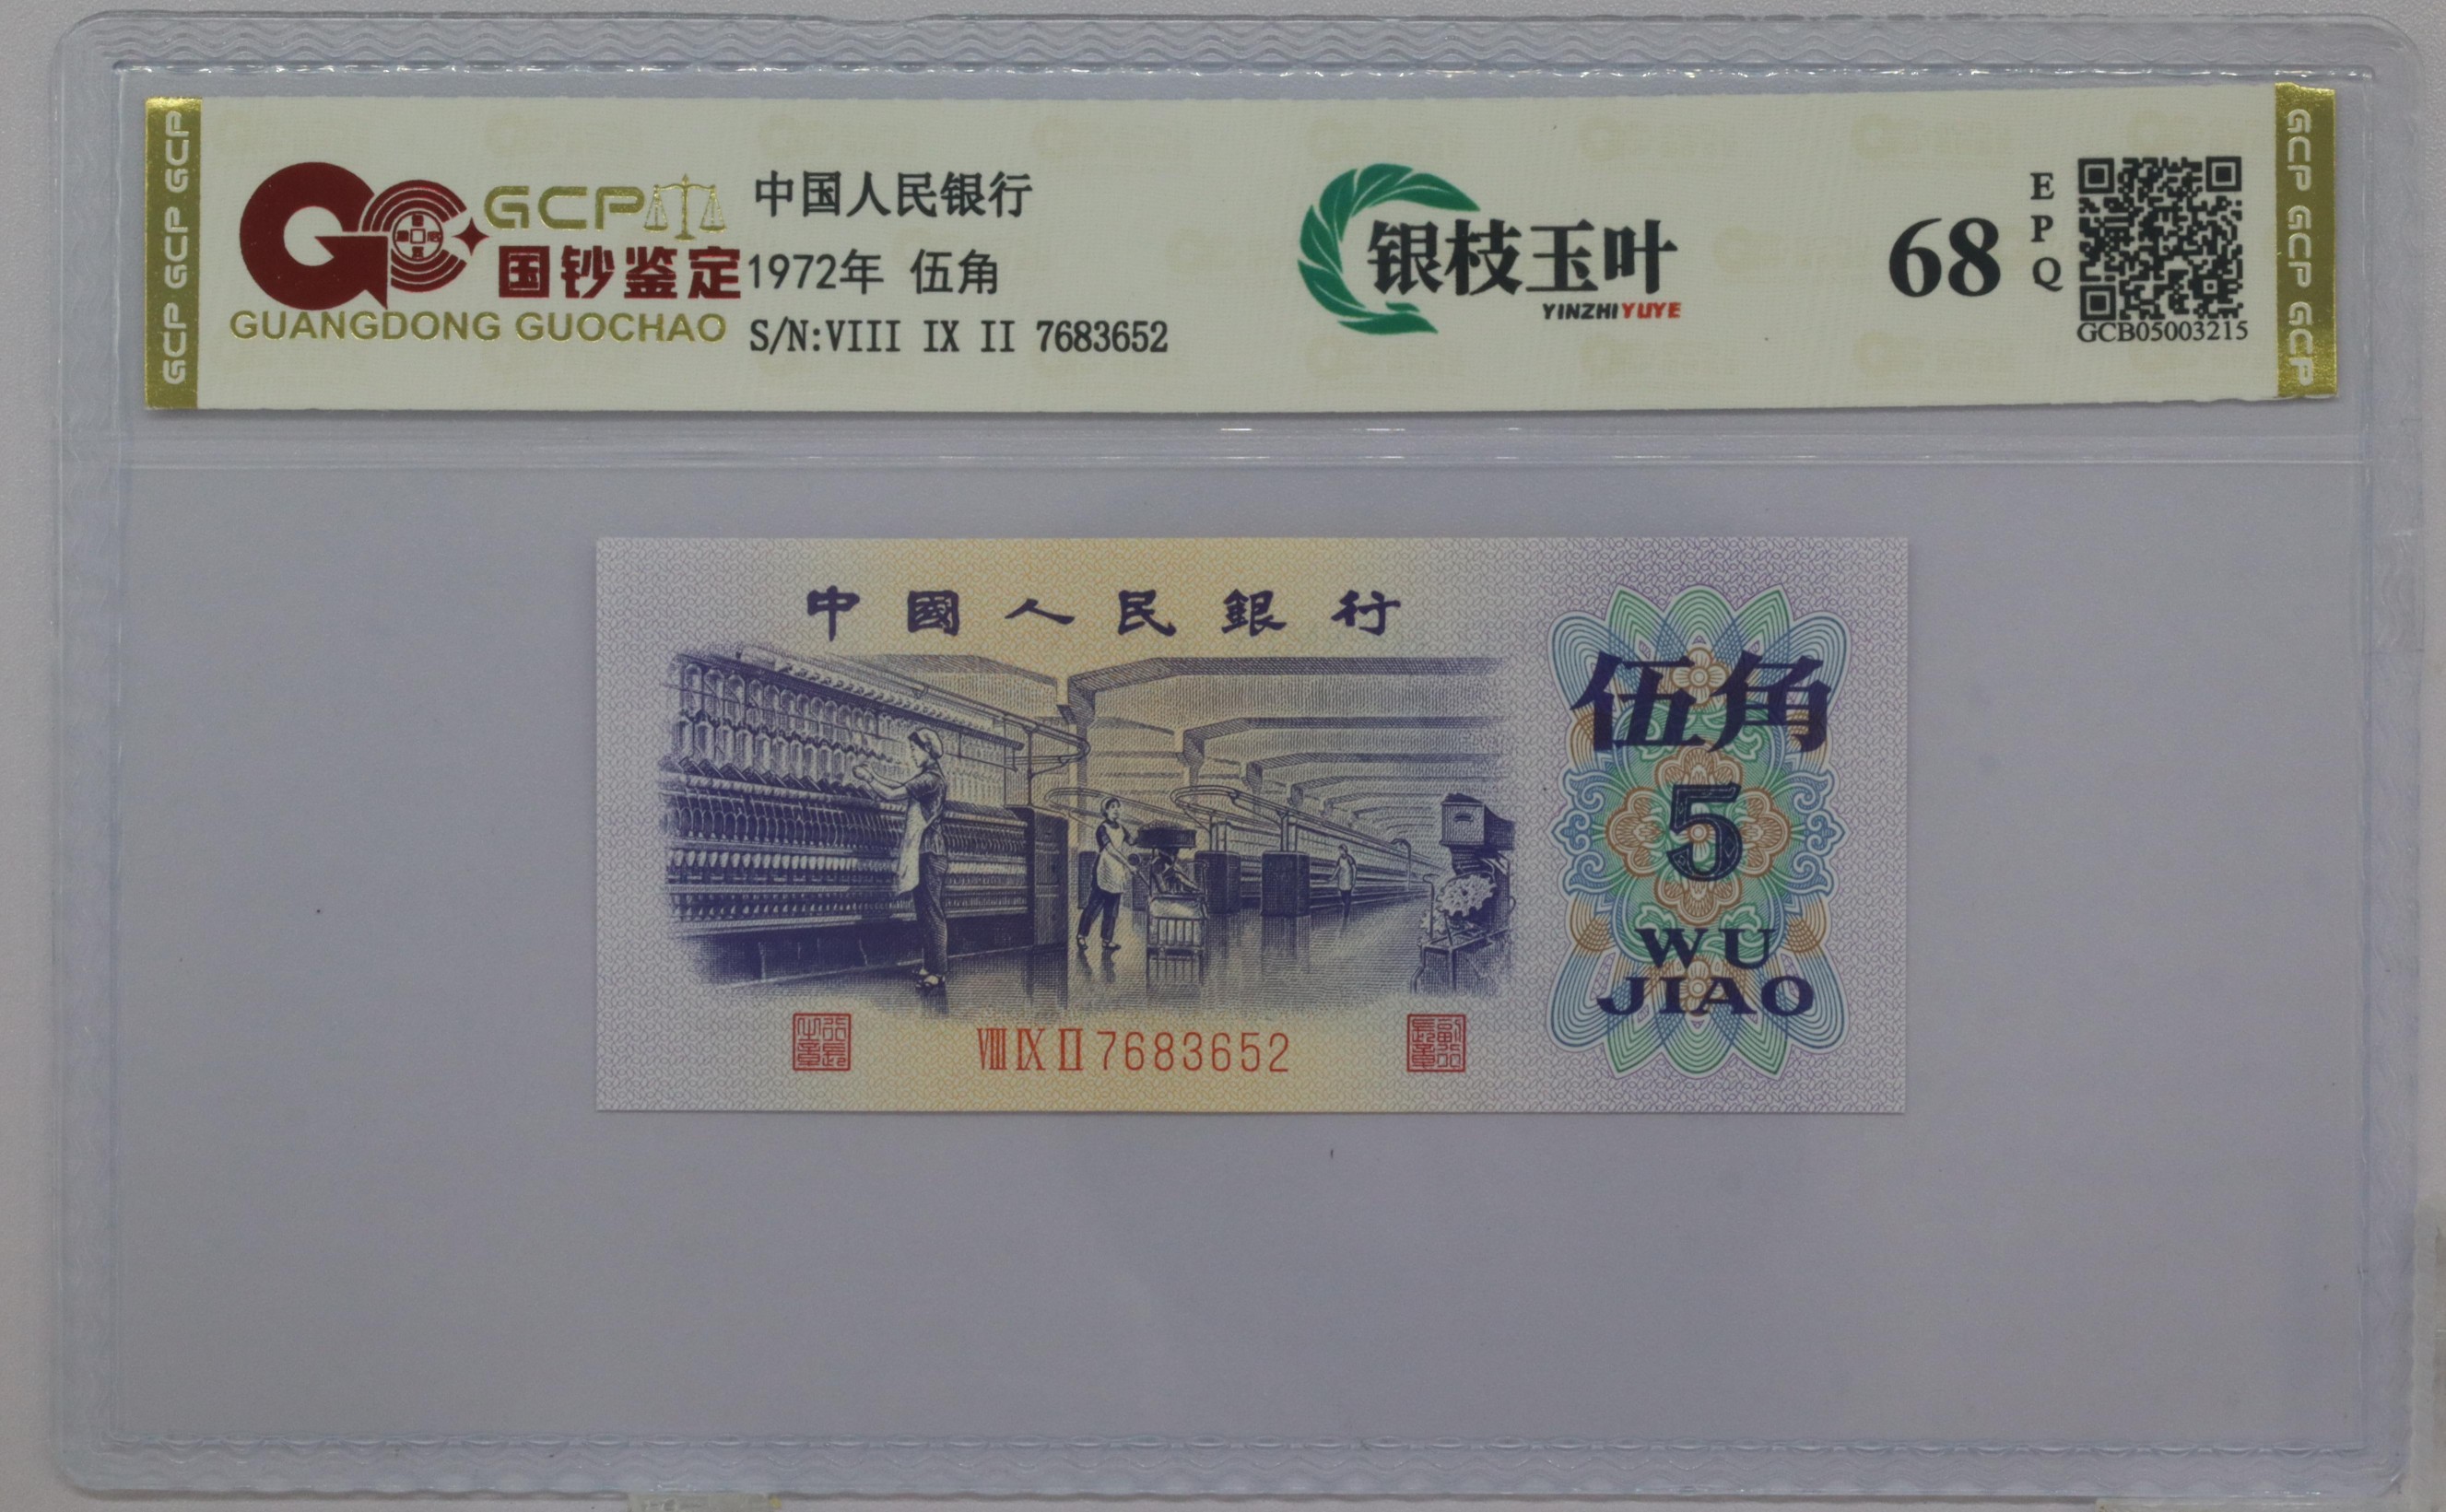 GCP GCP GCP
GCP
国钞鉴定
GUANGDONG GUOCHAO
中国人民银行
1972年 伍角
S/N:VIII IX II 7683652
银枝玉叶
YINZHIYUYE
68
EPQ
GCB05003215
GCP GCP GCP
中國人民銀行
伍角
5
WU
JIAO
VIII IX II 7683652